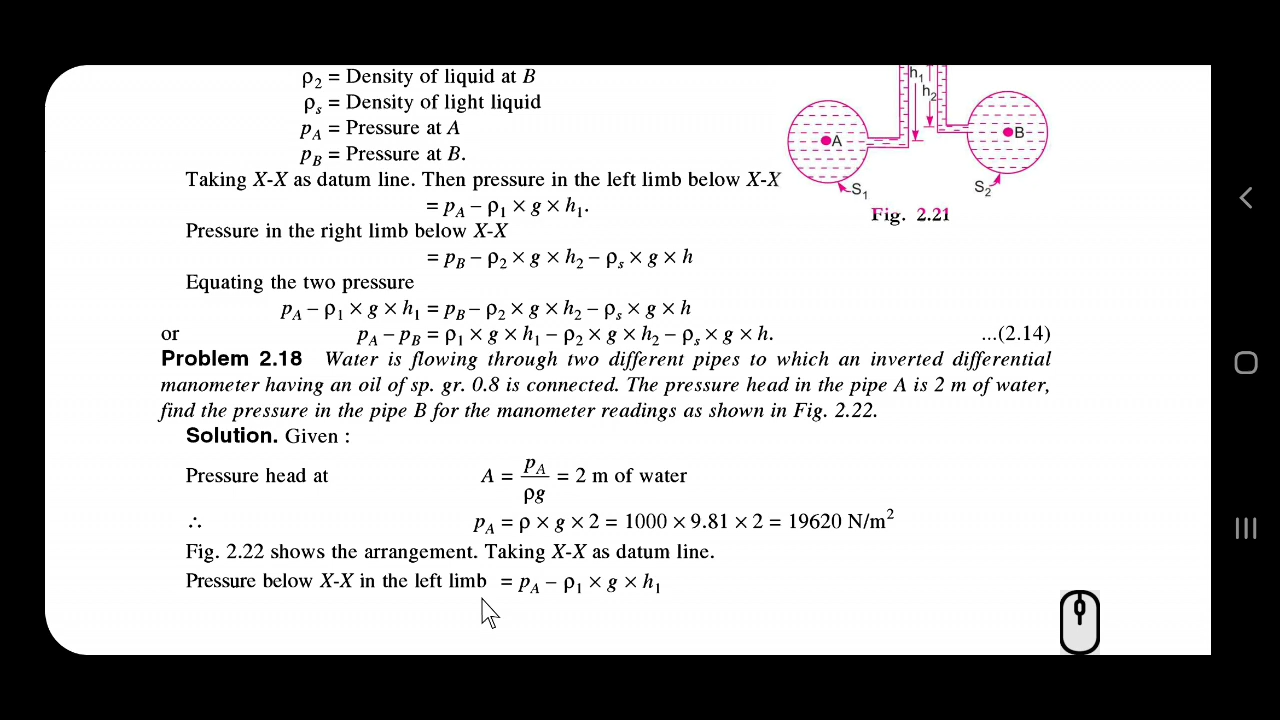 ρ₂ = Density of liquid at B
ρₛ = Density of light liquid
p_A = Pressure at A
p_B = Pressure at B.
Taking X-X as datum line. Then pressure in the left limb below X-X
= p_A – ρ₁ × g × h₁.
Pressure in the right limb below X-X
= p_B – ρ₂ × g × h₂ – ρₛ × g × h
Equating the two pressure
p_A – ρ₁ × g × h₁ = p_B – ρ₂ × g × h₂ – ρₛ × g × h
or p_A – p_B = ρ₁ × g × h₁ – ρ₂ × g × h₂ – ρₛ × g × h. ...(2.14)
h₁
h₂
A
B
S₁
S₂
Fig. 2.21
Problem 2.18 Water is flowing through two different pipes to which an inverted differential
manometer having an oil of sp. gr. 0.8 is connected. The pressure head in the pipe A is 2 m of water,
find the pressure in the pipe B for the manometer readings as shown in Fig. 2.22.
Solution. Given :
Pressure head at A = p_A/ρg = 2 m of water
∴ p_A = ρ × g × 2 = 1000 × 9.81 × 2 = 19620 N/m²
Fig. 2.22 shows the arrangement. Taking X-X as datum line.
Pressure below X-X in the left limb = p_A – ρ₁ × g × h₁